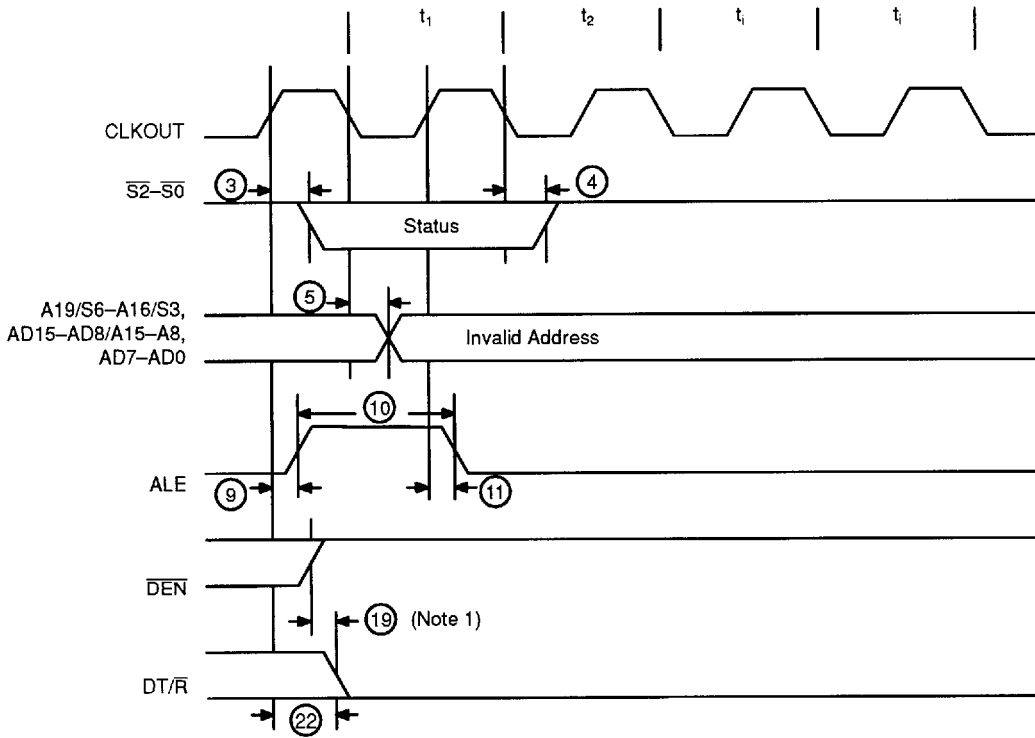 t1 t2 ti ti
CLKOUT
S2–S0
3
4
Status
5
A19/S6–A16/S3,
AD15–AD8/A15–A8,
AD7–AD0
Invalid Address
10
ALE
9
11
DEN
19 (Note 1)
DT/R
22